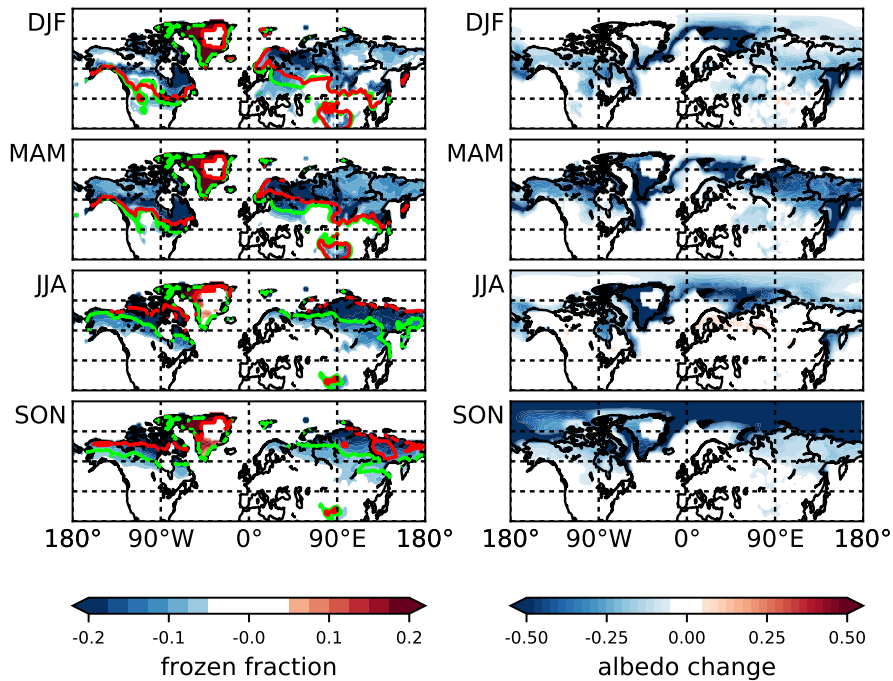 DJF DJF
MAM MAM
JJA JJA
SON SON
180° 90°W 0° 90°E 180° 180° 90°W 0° 90°E 180°
-0.2 -0.1 -0.0 0.1 0.2 -0.50 -0.25 0.00 0.25 0.50
frozen fraction albedo change